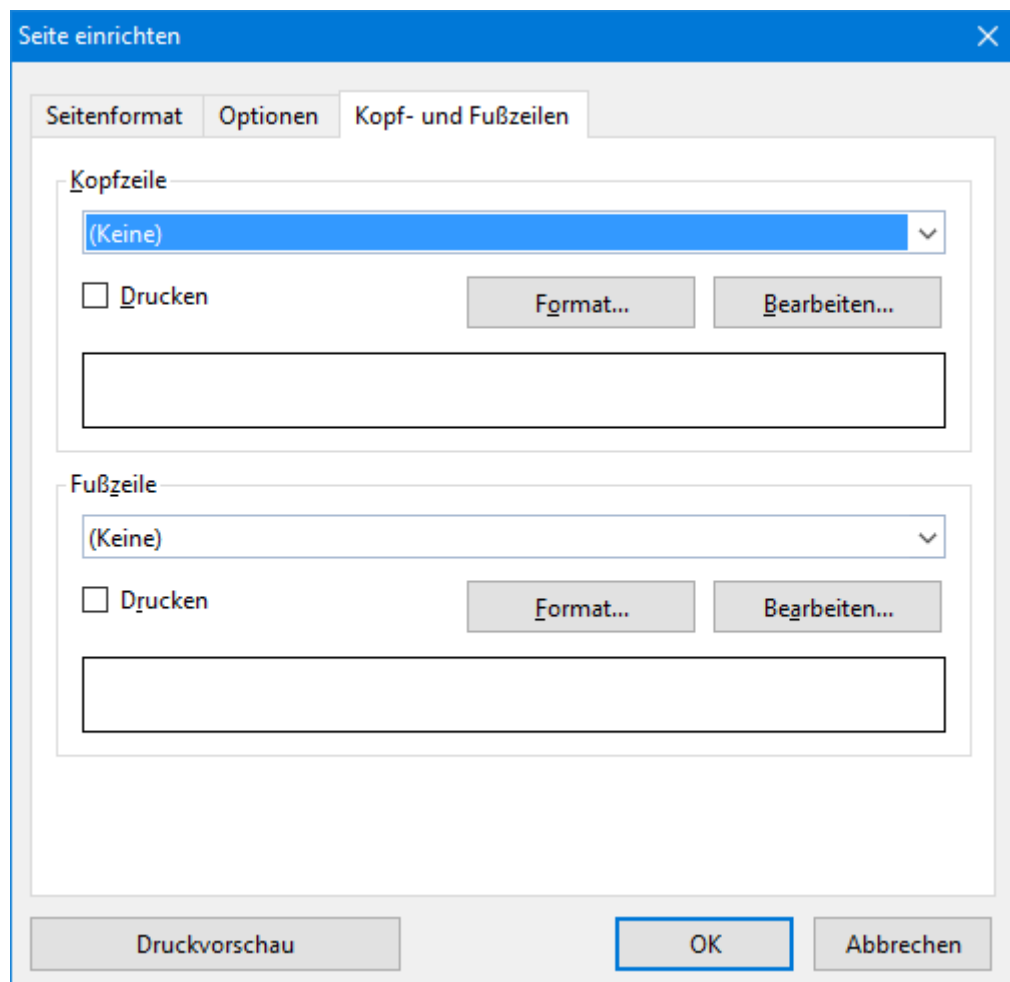 Seite einrichten
Seitenformat Optionen Kopf- und Fußzeilen
Kopfzeile
(Keine)
Drucken Format... Bearbeiten...
Fußzeile
(Keine)
Drucken Format... Bearbeiten...
Druckvorschau OK Abbrechen